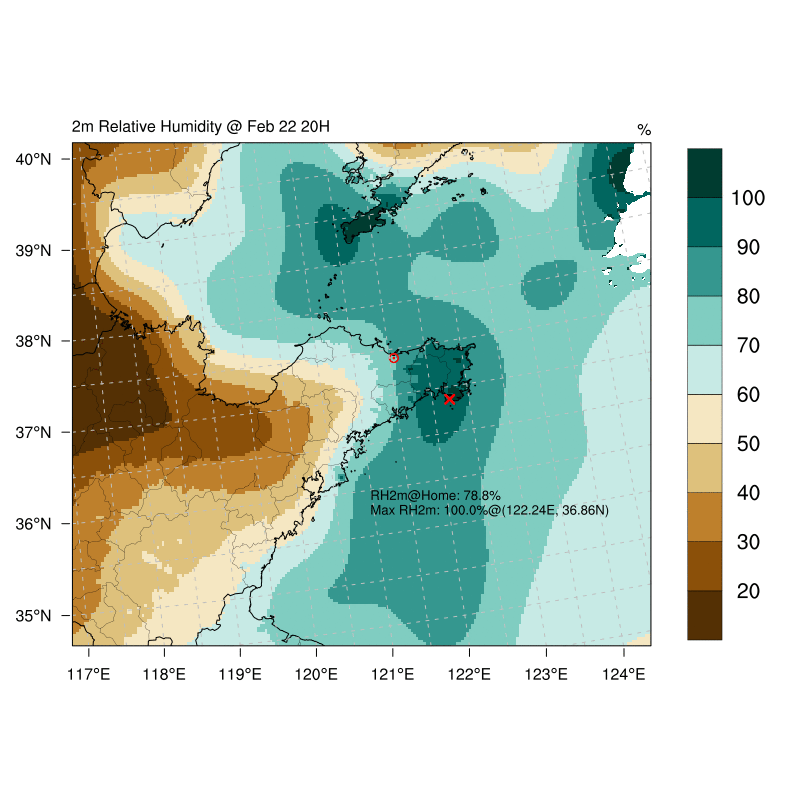 2m Relative Humidity @ Feb 22 20H
%
40°N
39°N
38°N
37°N
36°N
35°N
117°E
118°E
119°E
120°E
121°E
122°E
123°E
124°E
RH2m@Home: 78.8%
Max RH2m: 100.0%@(122.24E, 36.86N)
100
90
80
70
60
50
40
30
20